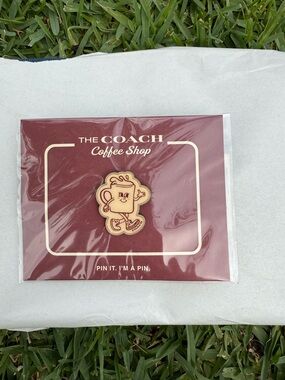 THE COACH
Coffee Shop
PIN IT. I'M A PIN.